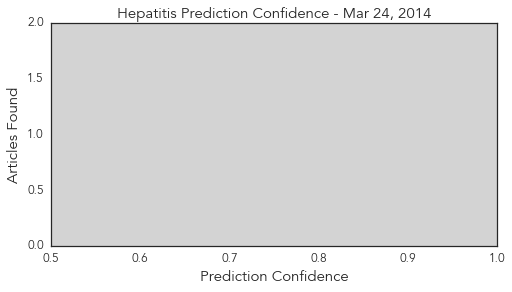 Hepatitis Prediction Confidence - Mar 24, 2014
2.0
1.5
1.0
0.5
0.0
Articles Found
0.5 0.6 0.7 0.8 0.9 1.0
Prediction Confidence